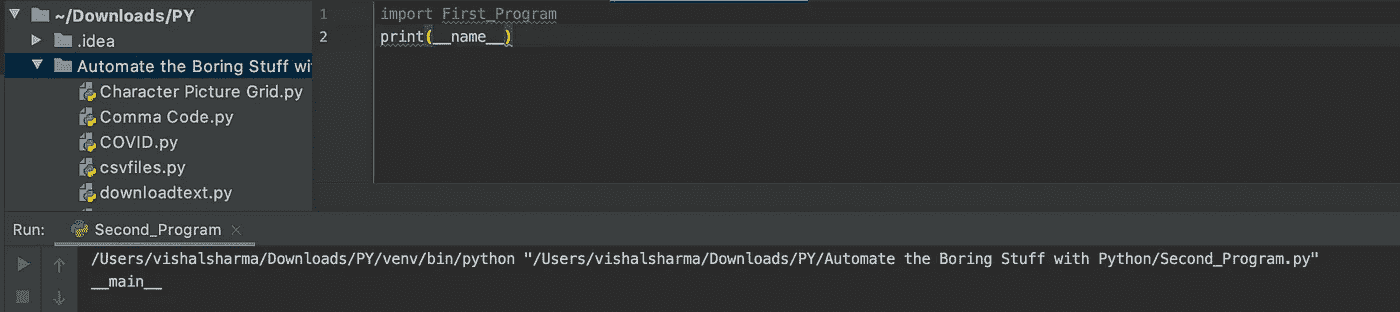 ~/Downloads/PY
.idea
Automate the Boring Stuff wi
Character Picture Grid.py
Comma Code.py
COVID.py
csvfiles.py
downloadtext.py
1 import First_Program
2 print(__name__)
Run: Second_Program
/Users/vishalsharma/Downloads/PY/venv/bin/python "/Users/vishalsharma/Downloads/PY/Automate the Boring Stuff with Python/Second_Program.py"
__main__